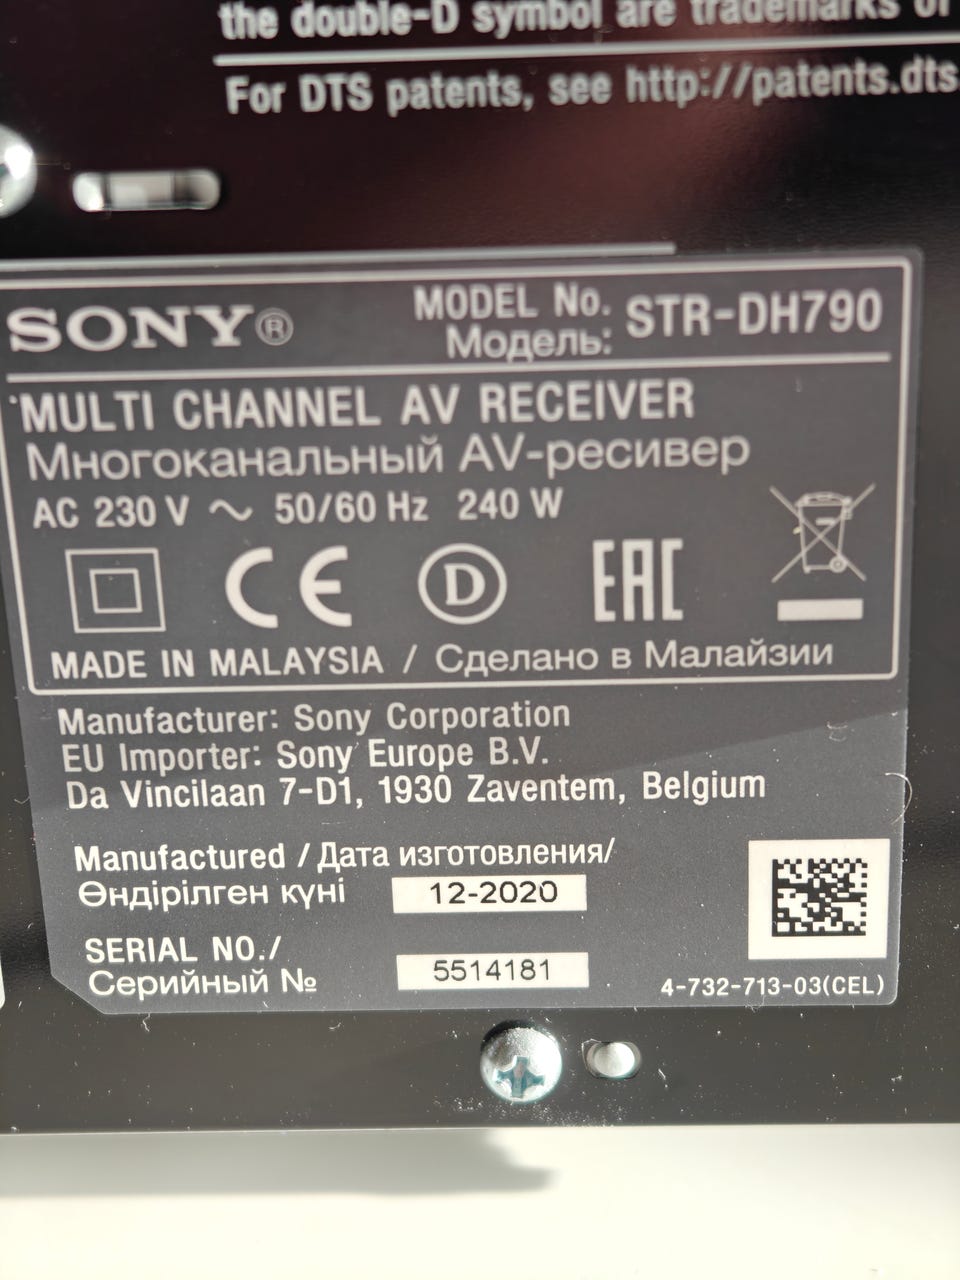 the double-D symbol are trademarks of
For DTS patents, see http://patents.dts.
SONY®
MODEL No. STR-DH790
Модель:
MULTI CHANNEL AV RECEIVER
Многоканальный AV-ресивер
AC 230 V ~ 50/60 Hz 240 W
CE D EAC
MADE IN MALAYSIA / Сделано в Малайзии
Manufacturer: Sony Corporation
EU Importer: Sony Europe B.V.
Da Vincilaan 7-D1, 1930 Zaventem, Belgium
Manufactured / Дата изготовления/
Өндірілген күні 12-2020
SERIAL NO./
Серийный № 5514181
4-732-713-03(CEL)